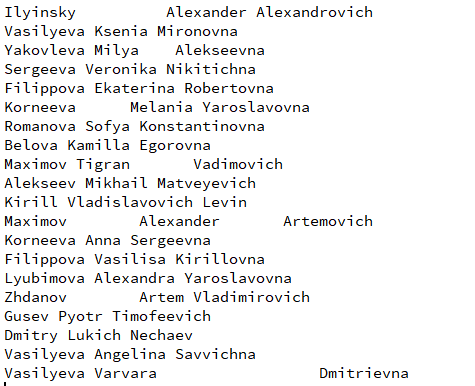 Ilyinsky          Alexander Alexandrovich
Vasilyeva Ksenia Mironovna
Yakovleva Milya    Alekseevna
Sergeeva Veronika Nikitichna
Filippova Ekaterina Robertovna
Korneeva      Melania Yaroslavovna
Romanova Sofya Konstantinovna
Belova Kamilla Egorovna
Maximov Tigran       Vadimovich
Alekseev Mikhail Matveyevich
Kirill Vladislavovich Levin
Maximov        Alexander       Artemovich
Korneeva Anna Sergeevna
Filippova Vasilisa Kirillovna
Lyubimova Alexandra Yaroslavovna
Zhdanov        Artem Vladimirovich
Gusev Pyotr Timofeevich
Dmitry Lukich Nechaev
Vasilyeva Angelina Savvichna
Vasilyeva Varvara                  Dmitrievna